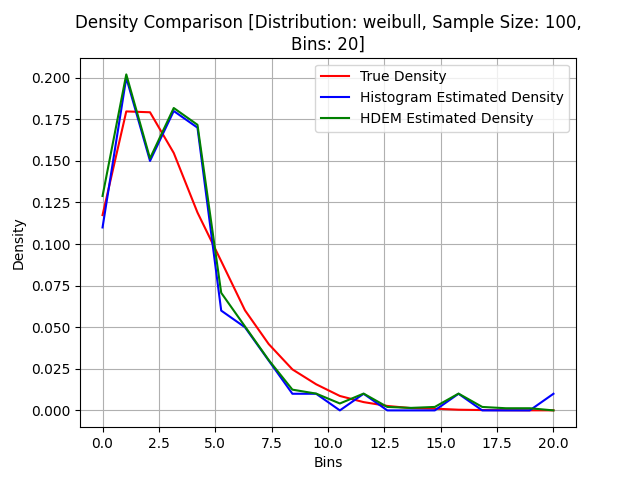 Density Comparison [Distribution: weibull, Sample Size: 100,
Bins: 20]
True Density
Histogram Estimated Density
HDEM Estimated Density
Density
0.200
0.175
0.150
0.125
0.100
0.075
0.050
0.025
0.000
0.0 2.5 5.0 7.5 10.0 12.5 15.0 17.5 20.0
Bins